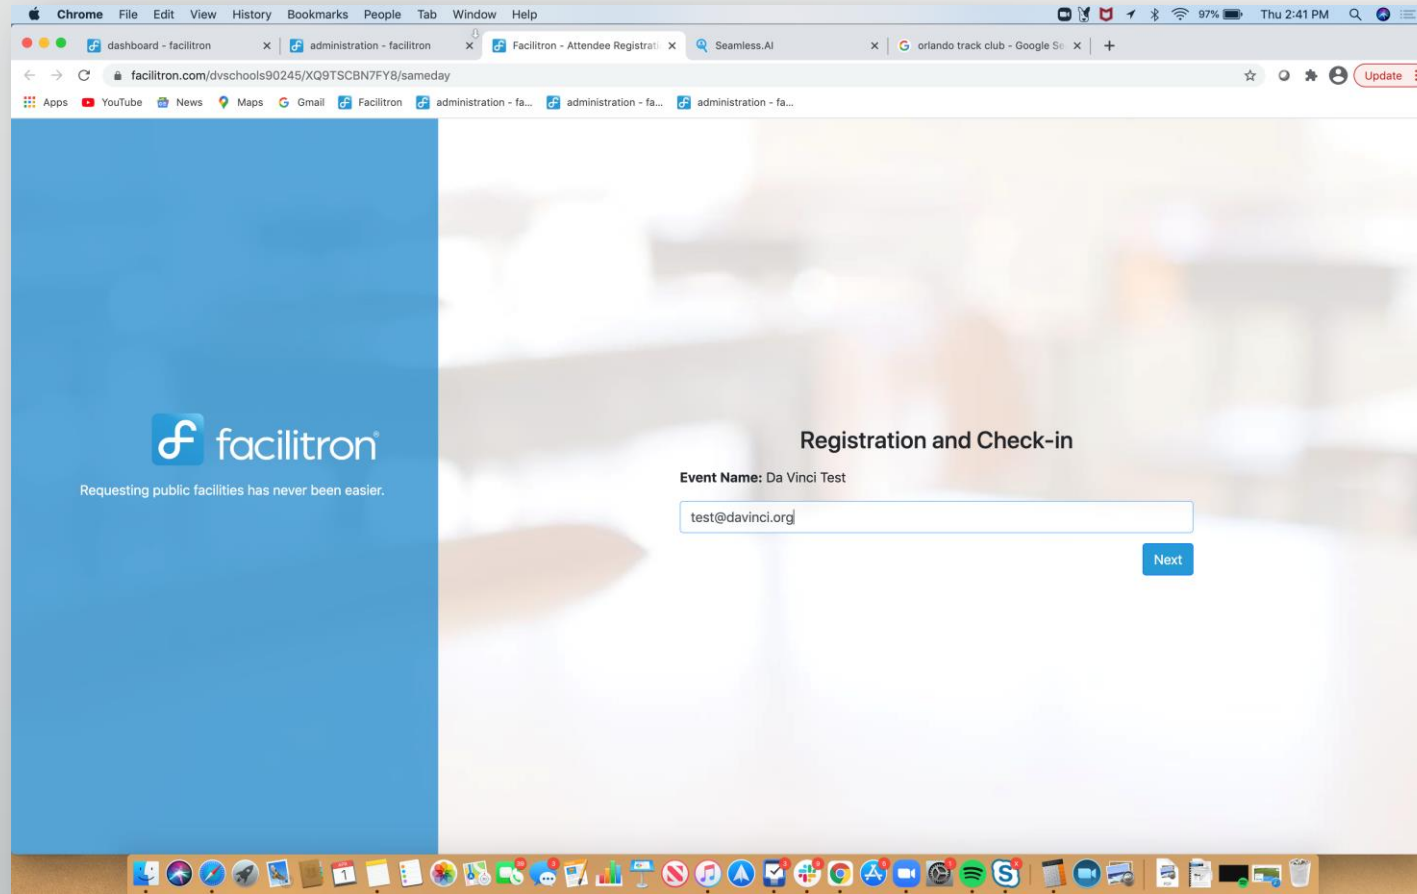 Chrome File Edit View History Bookmarks People Tab Window Help 97% Thu 2:41 PM
dashboard - facilitron administration - facilitron Facilitron - Attendee Registrati Seamless.AI orlando track club - Google Se
facilitron.com/dvschools90245/XQ9TSCBN7FY8/sameday Update
Apps YouTube News Maps Gmail Facilitron administration - fa... administration - fa... administration - fa...
facilitron
Requesting public facilities has never been easier.
Registration and Check-in
Event Name: Da Vinci Test
test@davinci.org
Next